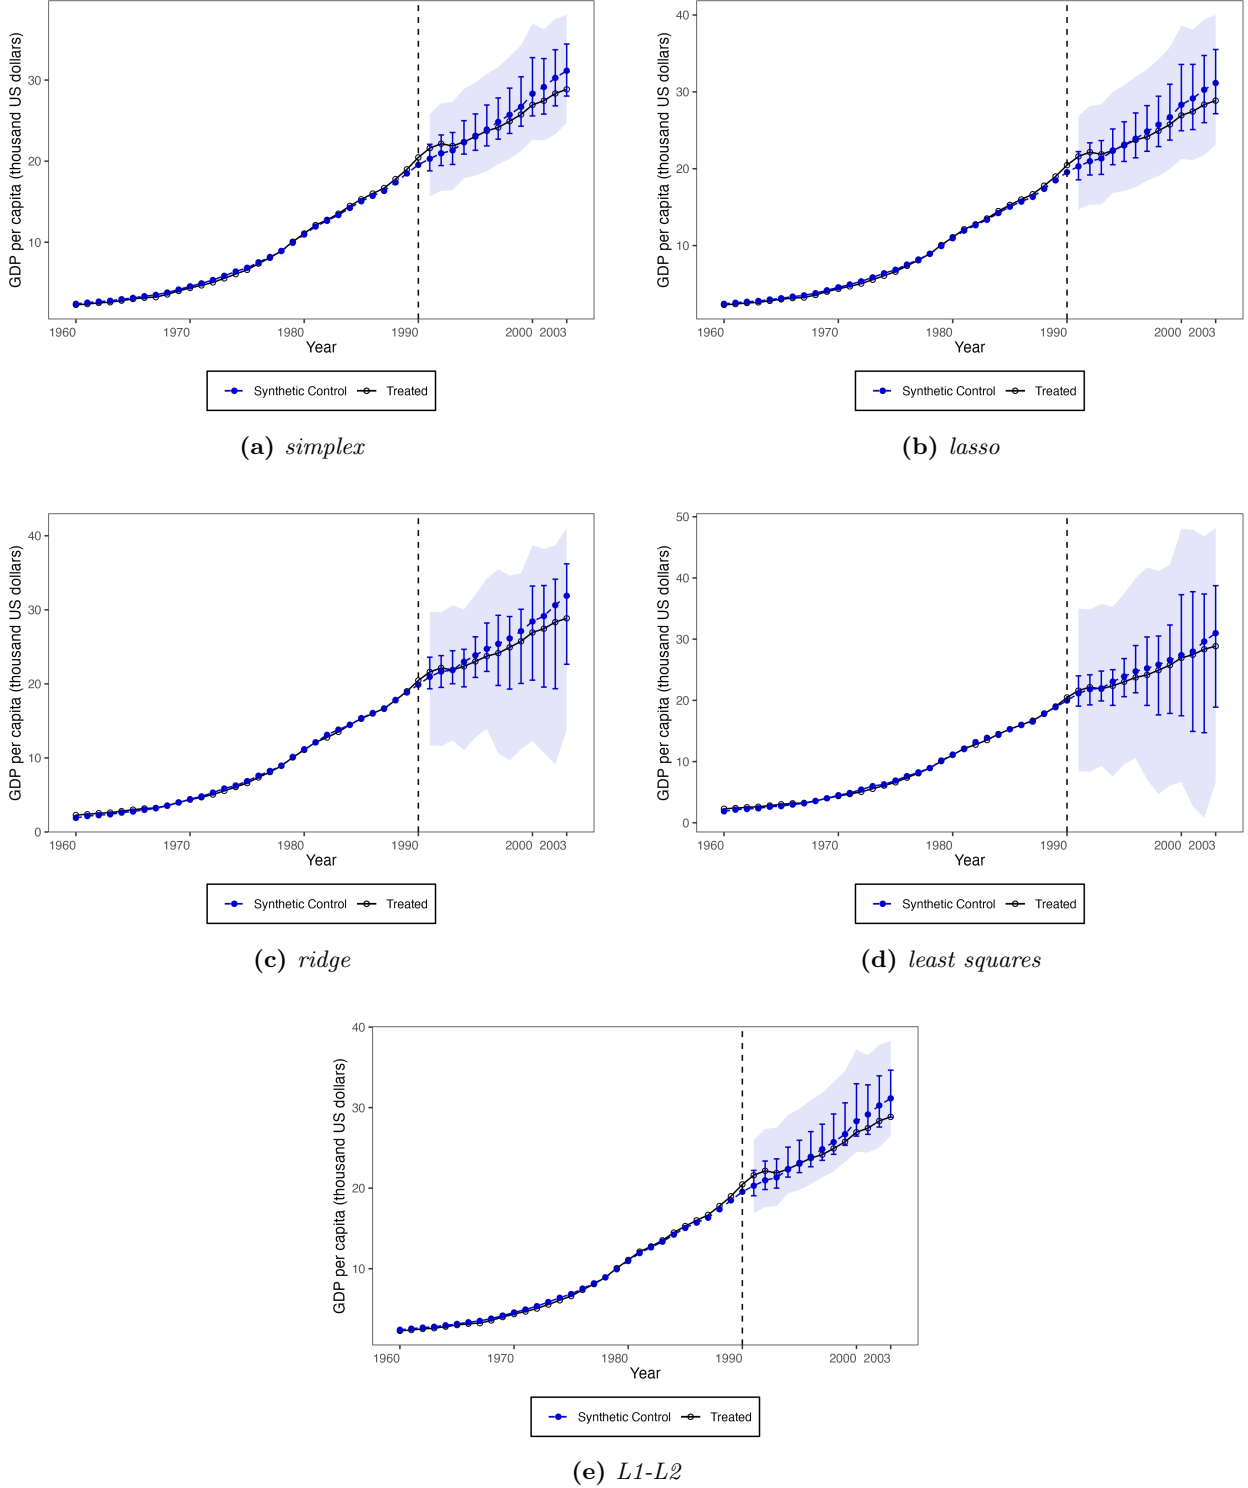 GDP per capita (thousand US dollars)
30
20
10
1960 1970 1980 1990 2000 2003
Year
Synthetic Control Treated
(a) simplex
GDP per capita (thousand US dollars)
40
30
20
10
1960 1970 1980 1990 2000 2003
Year
Synthetic Control Treated
(b) lasso
GDP per capita (thousand US dollars)
40
30
20
10
0
1960 1970 1980 1990 2000 2003
Year
Synthetic Control Treated
(c) ridge
GDP per capita (thousand US dollars)
50
40
30
20
10
0
1960 1970 1980 1990 2000 2003
Year
Synthetic Control Treated
(d) least squares
GDP per capita (thousand US dollars)
40
30
20
10
1960 1970 1980 1990 2000 2003
Year
Synthetic Control Treated
(e) L1-L2